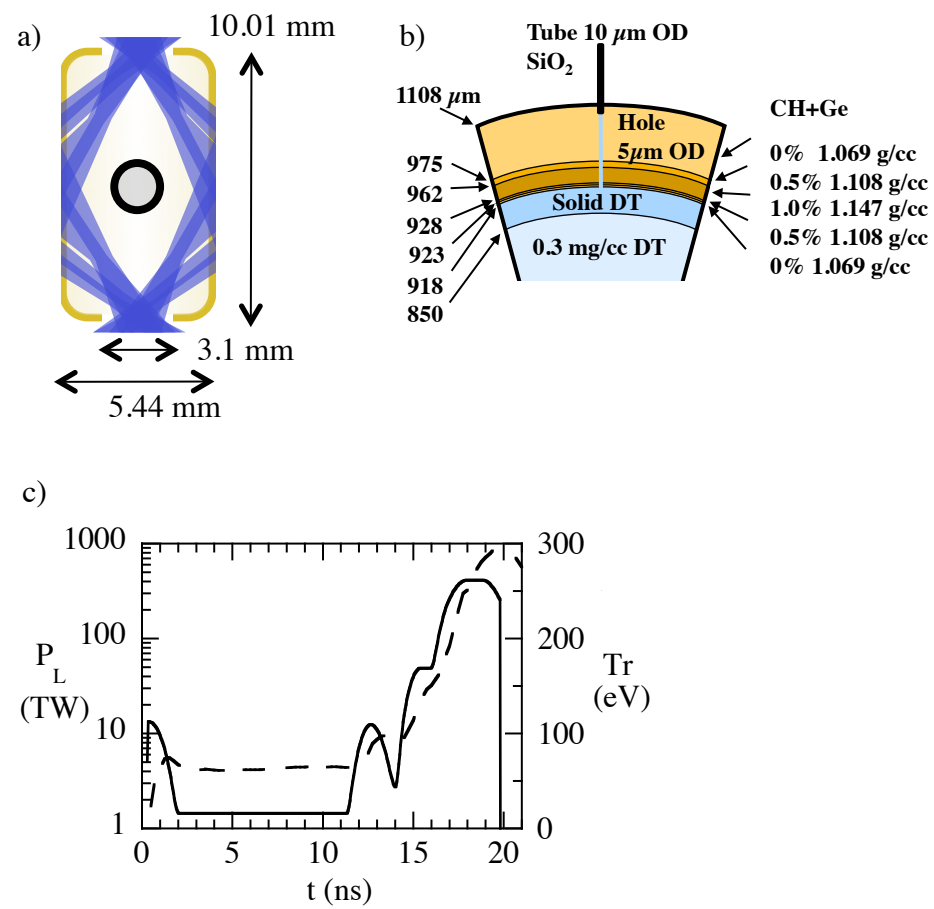 a)
10.01 mm
3.1 mm
5.44 mm
b)
Tube 10 µm OD
SiO₂
1108 µm
Hole
5µm OD
975
962
928
923
918
850
Solid DT
0.3 mg/cc DT
CH+Ge
0% 1.069 g/cc
0.5% 1.108 g/cc
1.0% 1.147 g/cc
0.5% 1.108 g/cc
0% 1.069 g/cc
c)
1000
100
10
1
P_L
(TW)
300
200
100
0
Tr
(eV)
0 5 10 15 20
t (ns)